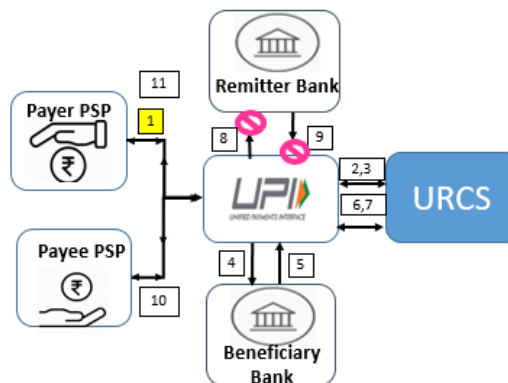 11
Payer PSP
1
₹
Remitter Bank
8
9
UPI
UNIFIED PAYMENTS INTERFACE
2,3
6,7
URCS
Payee PSP
₹
10
4
5
Beneficiary
Bank